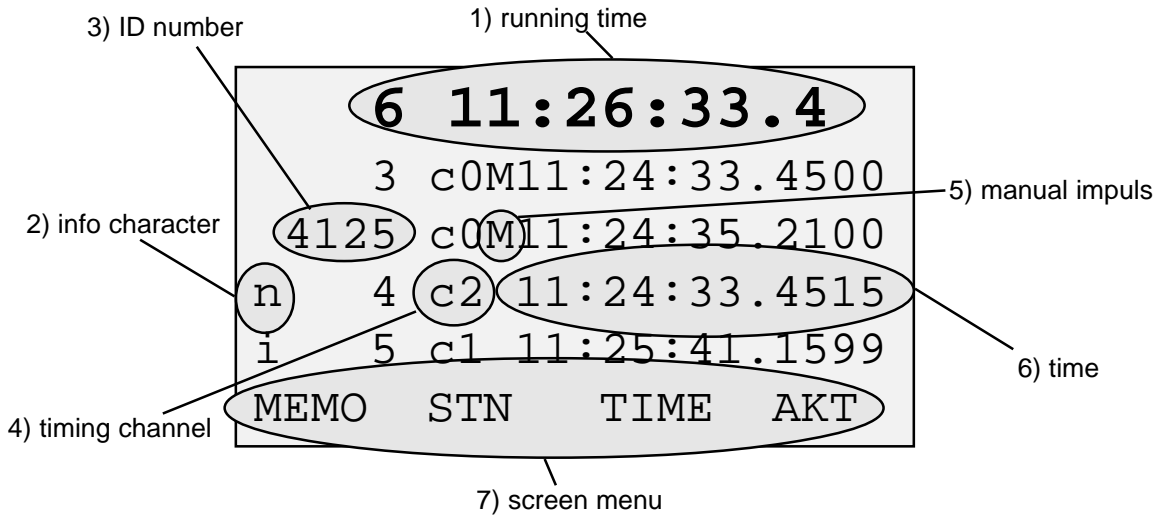 1) running time
3) ID number
6 11:26:33.4
3 c0M11:24:33.4500
5) manual impuls
2) info character
4125 c0M11:24:35.2100
n 4 c2 11:24:33.4515
i 5 c1 11:25:41.1599
6) time
MEMO STN TIME AKT
4) timing channel
7) screen menu